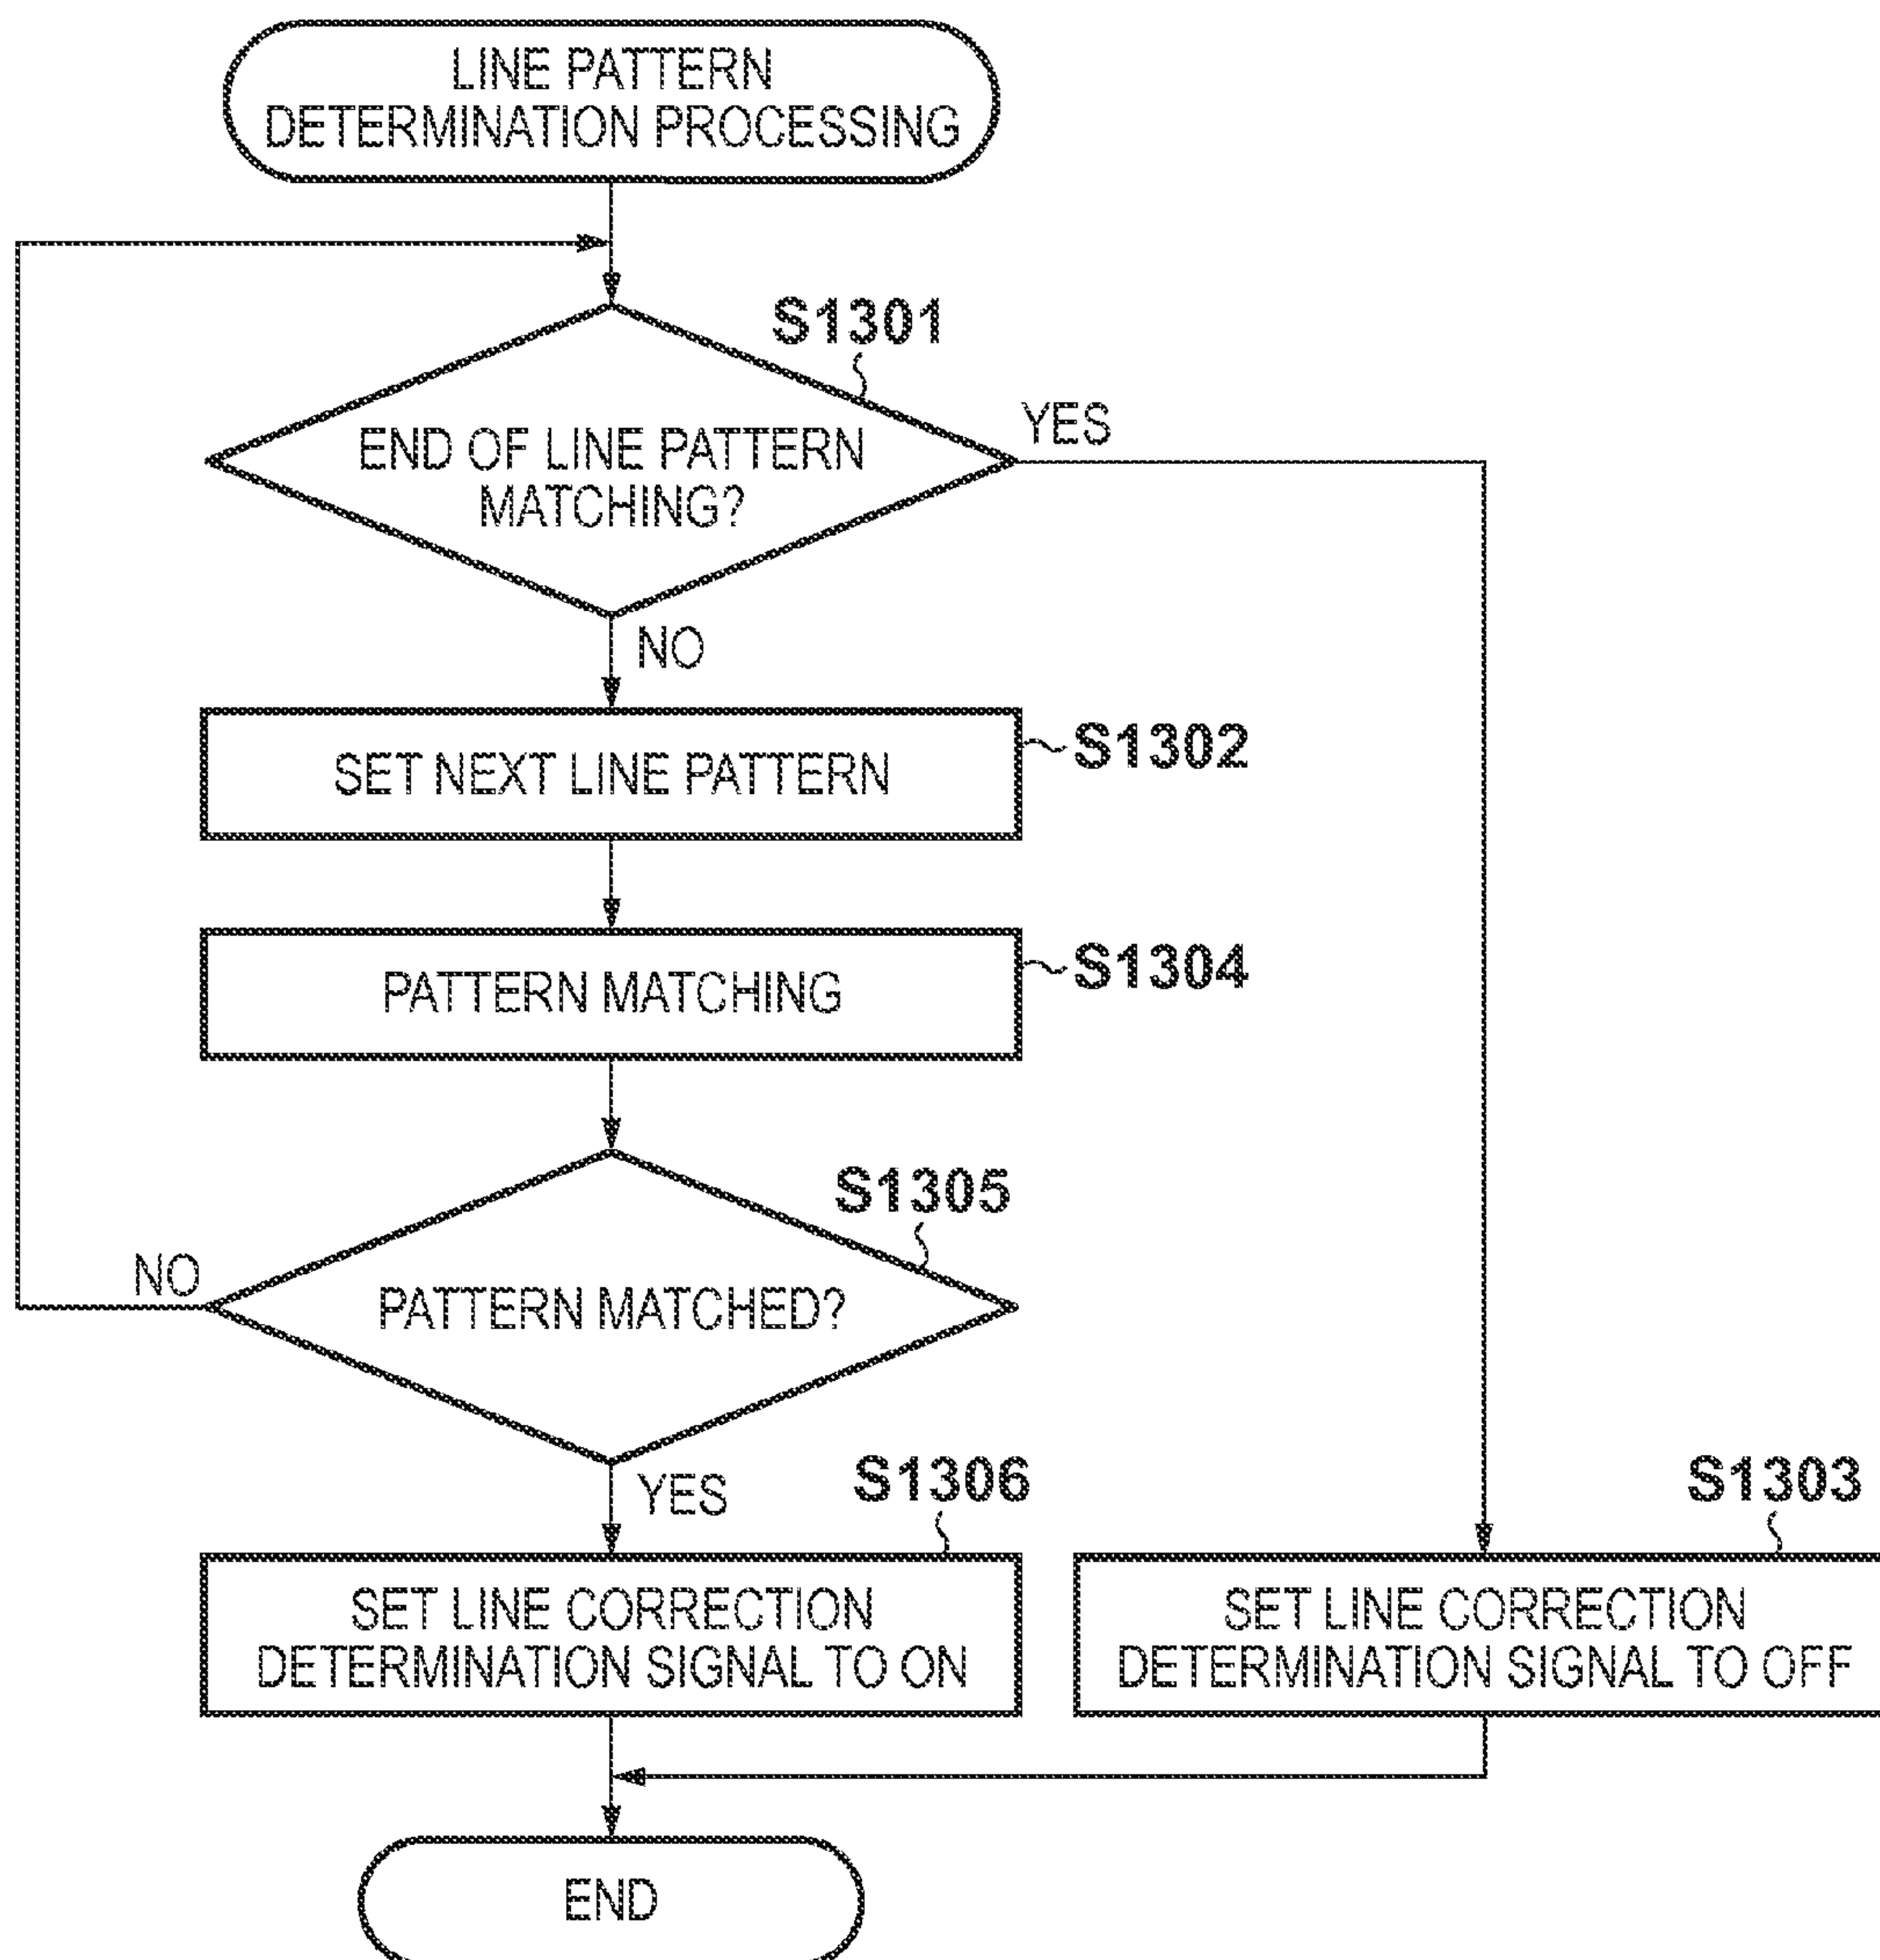 LINE PATTERN
DETERMINATION PROCESSING
S1301
END OF LINE PATTERN
MATCHING?
YES
NO
SET NEXT LINE PATTERN
S1302
PATTERN MATCHING
S1304
S1305
PATTERN MATCHED?
NO
YES
S1306
SET LINE CORRECTION
DETERMINATION SIGNAL TO ON
S1303
SET LINE CORRECTION
DETERMINATION SIGNAL TO OFF
END